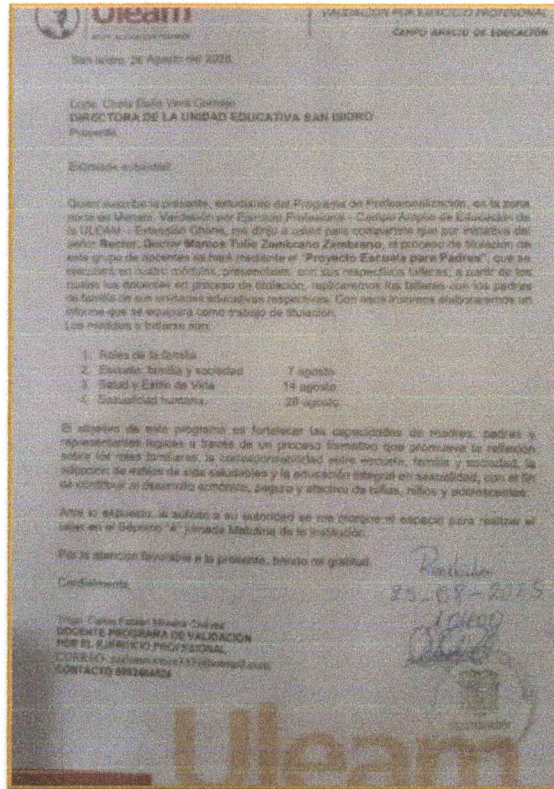 Uleam
VALIDACIÓN POR EJERCICIO PROFESIONAL
CAMPO AMPLIO DE EDUCACIÓN
San Isidro, 26 Agosto del 2025
DIRECTORA DE LA UNIDAD EDUCATIVA SAN ISIDRO
Presente.
Quien suscribe la presente, estudiante del Programa de Profesionalización, en la zona
norte de Manabí, Validación por Ejercicio Profesional - Campo Amplio de Educación de
la ULEAM - Extensión Chone, me dirijo a usted para compartirle que por iniciativa del
señor Rector, Doctor Marcos Tulio Zambrano Zambrano, el proceso de titulación de
este grupo de docentes se hará mediante el "Proyecto Escuela para Padres", que se
ejecutará en cuatro módulos, presenciales, con sus respectivos talleres, a partir de los
cuales los docentes en proceso de titulación, replicaremos los talleres con los padres
de familia de sus unidades educativas respectivas. Con esos insumos elaboraremos un
informe que se equipara como trabajo de titulación.
Los módulos a tratarse son:
1. Roles de la familia
2. Escuela, familia y sociedad 7 agosto
3. Salud y Estilo de Vida 14 agosto
4. Sexualidad humana. 28 agosto
El objetivo de este programa es fortalecer las capacidades de madres, padres y
representantes legales a través de un proceso formativo que promueva la reflexión
sobre los roles familiares, la corresponsabilidad entre escuela, familia y sociedad, la
adopción de estilos de vida saludables y la educación integral en sexualidad, con el fin
de contribuir al desarrollo armónico, seguro y afectivo de niñas, niños y adolescentes.
Ante lo expuesto, le solicito a su autoridad se me otorgue el espacio para realizar el
taller en el Séptimo "A" jornada Matutina de la institución.
Por la atención favorable a la presente, brindo mi gratitud.
Cordialmente,
Recibido
25-08-2025
DOCENTE PROGRAMA DE VALIDACIÓN
POR EL EJERCICIO PROFESIONAL
CORREO:
CONTACTO
Uleam